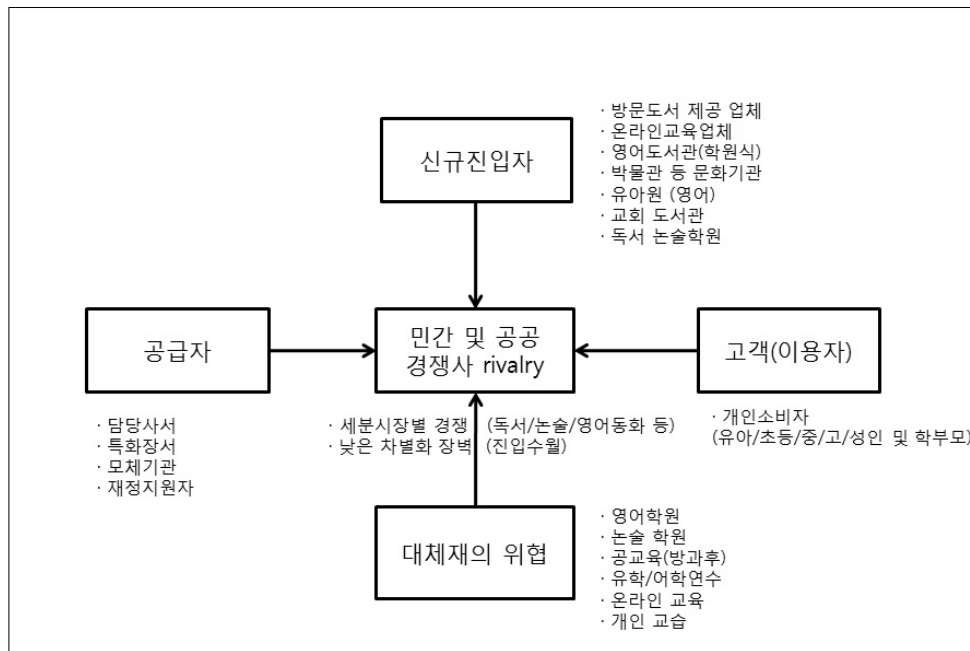 신규진입자
· 방문도서 제공 업체
· 온라인교육업체
· 영어도서관(학원식)
· 박물관 등 문화기관
· 유아원 (영어)
· 교회 도서관
· 독서 논술학원
공급자
· 담당사서
· 특화장서
· 모체기관
· 재정지원자
민간 및 공공
경쟁사 rivalry
· 세분시장별 경쟁 (독서/논술/영어동화 등)
· 낮은 차별화 장벽 (진입수월)
고객(이용자)
· 개인소비자
(유아/초등/중/고/성인 및 학부모)
대체재의 위협
· 영어학원
· 논술 학원
· 공교육(방과후)
· 유학/어학연수
· 온라인 교육
· 개인 교습